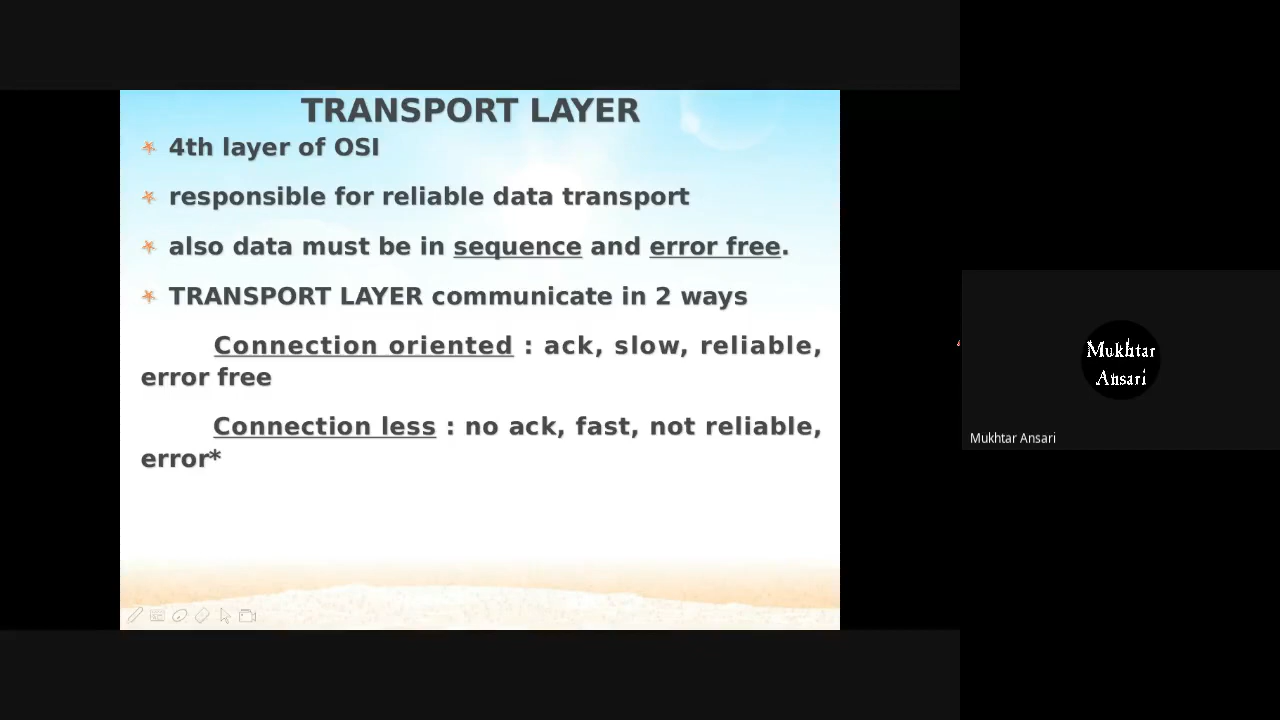 TRANSPORT LAYER
4th layer of OSI
responsible for reliable data transport
also data must be in sequence and error free.
TRANSPORT LAYER communicate in 2 ways
Connection oriented : ack, slow, reliable,
error free
Connection less : no ack, fast, not reliable,
error*
Mukhtar
Ansari
Mukhtar Ansari